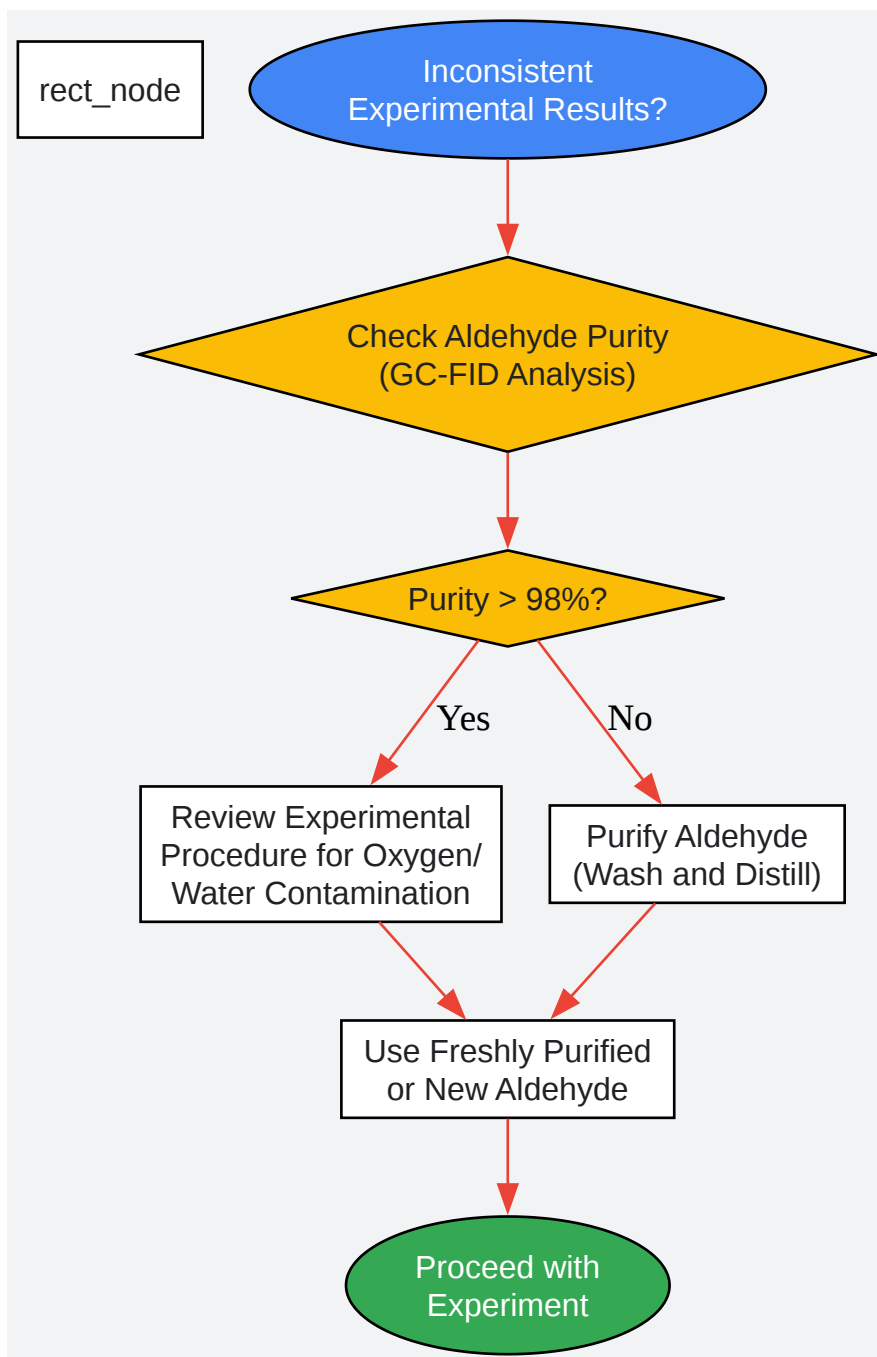 rect_node
Inconsistent
Experimental Results?
Check Aldehyde Purity
(GC-FID Analysis)
Purity > 98%?
Yes
No
Review Experimental
Procedure for Oxygen/
Water Contamination
Purify Aldehyde
(Wash and Distill)
Use Freshly Purified
or New Aldehyde
Proceed with
Experiment